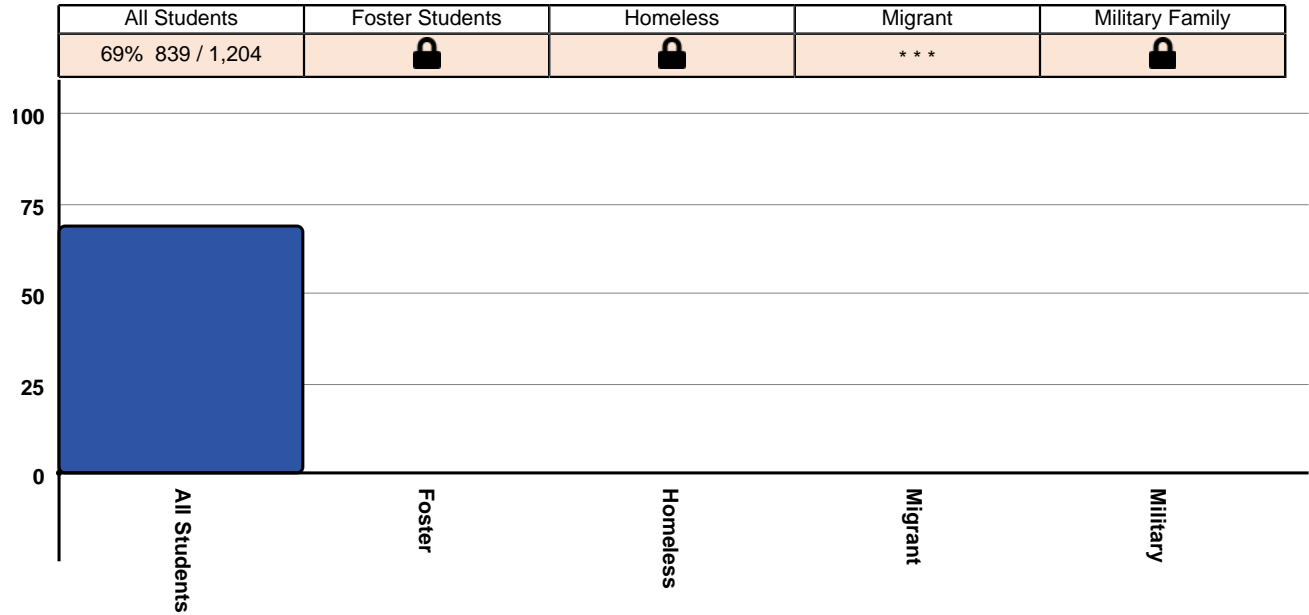 All Students Foster Students Homeless Migrant Military Family
69% 839 / 1,204 * * *
100
75
50
25
0
All Students
Foster
Homeless
Migrant
Military